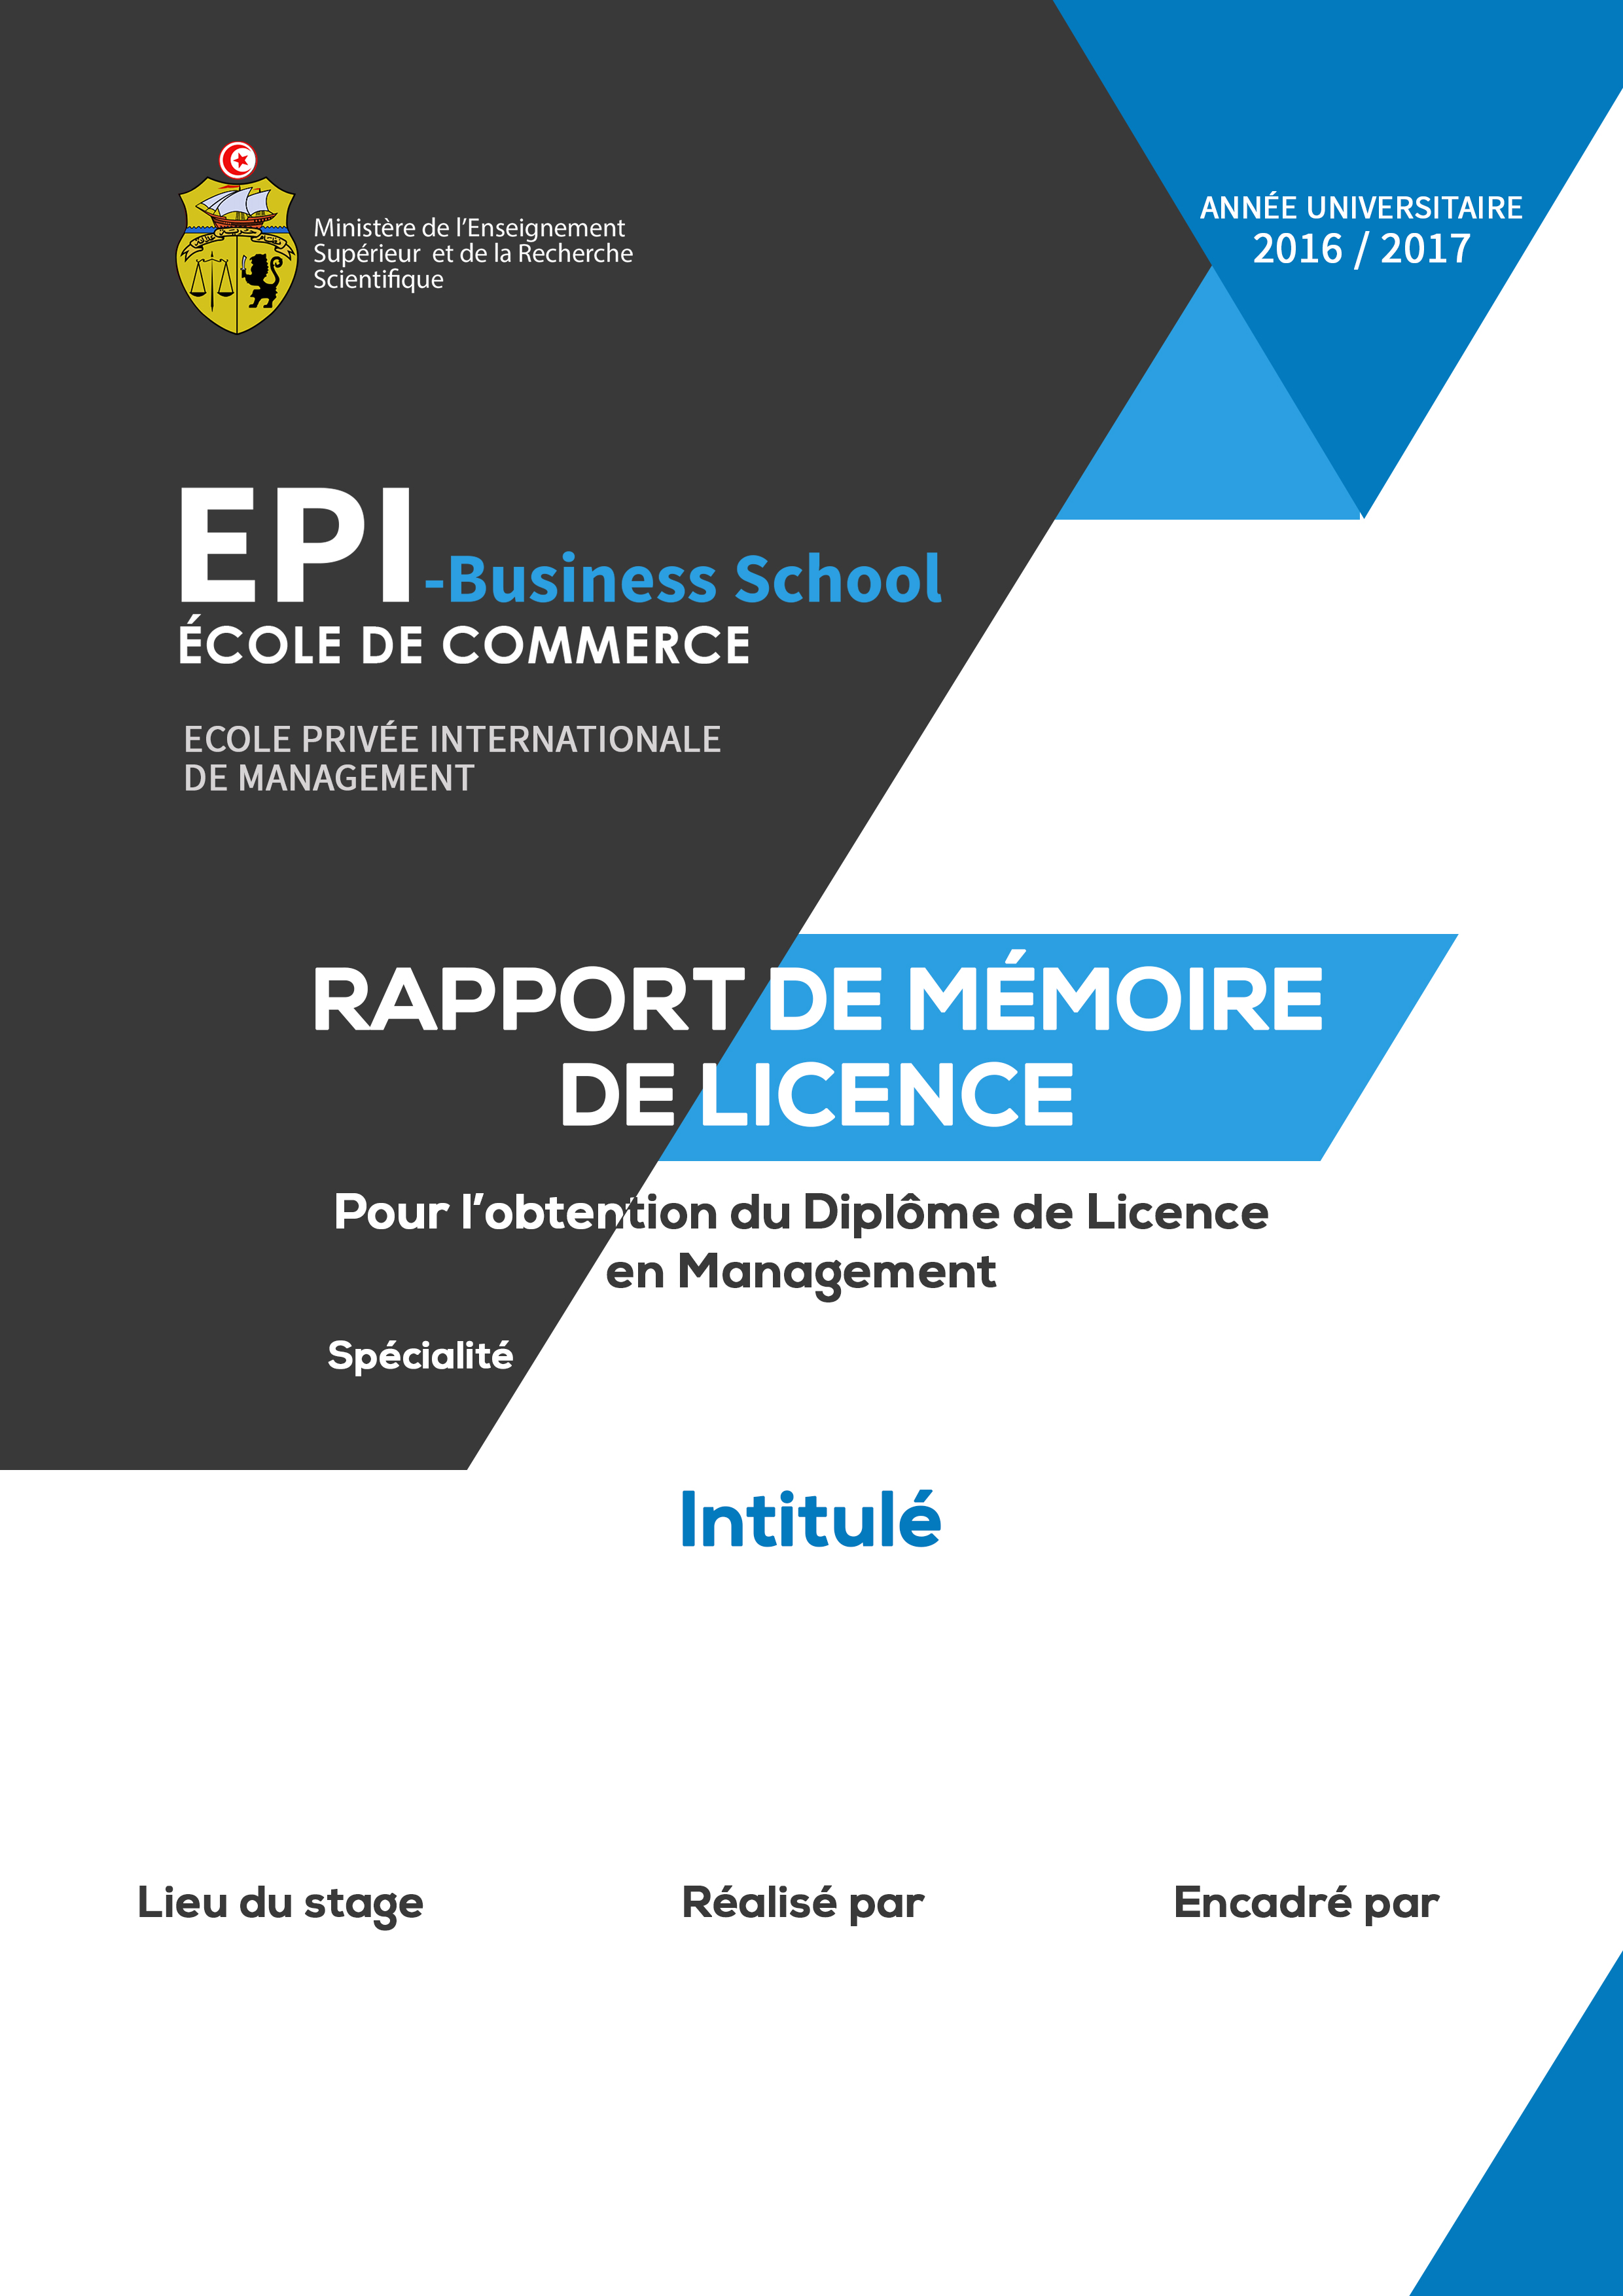 ANNÉE UNIVERSITAIRE
2016 / 2017
Ministère de l'Enseignement
Supérieur et de la Recherche
Scientifique
EPI-Business School
ÉCOLE DE COMMERCE
ECOLE PRIVÉE INTERNATIONALE
DE MANAGEMENT
RAPPORT DE MÉMOIRE
DE LICENCE
Pour l'obtention du Diplôme de Licence
en Management
Spécialité
Intitulé
Lieu du stage
Réalisé par
Encadré par